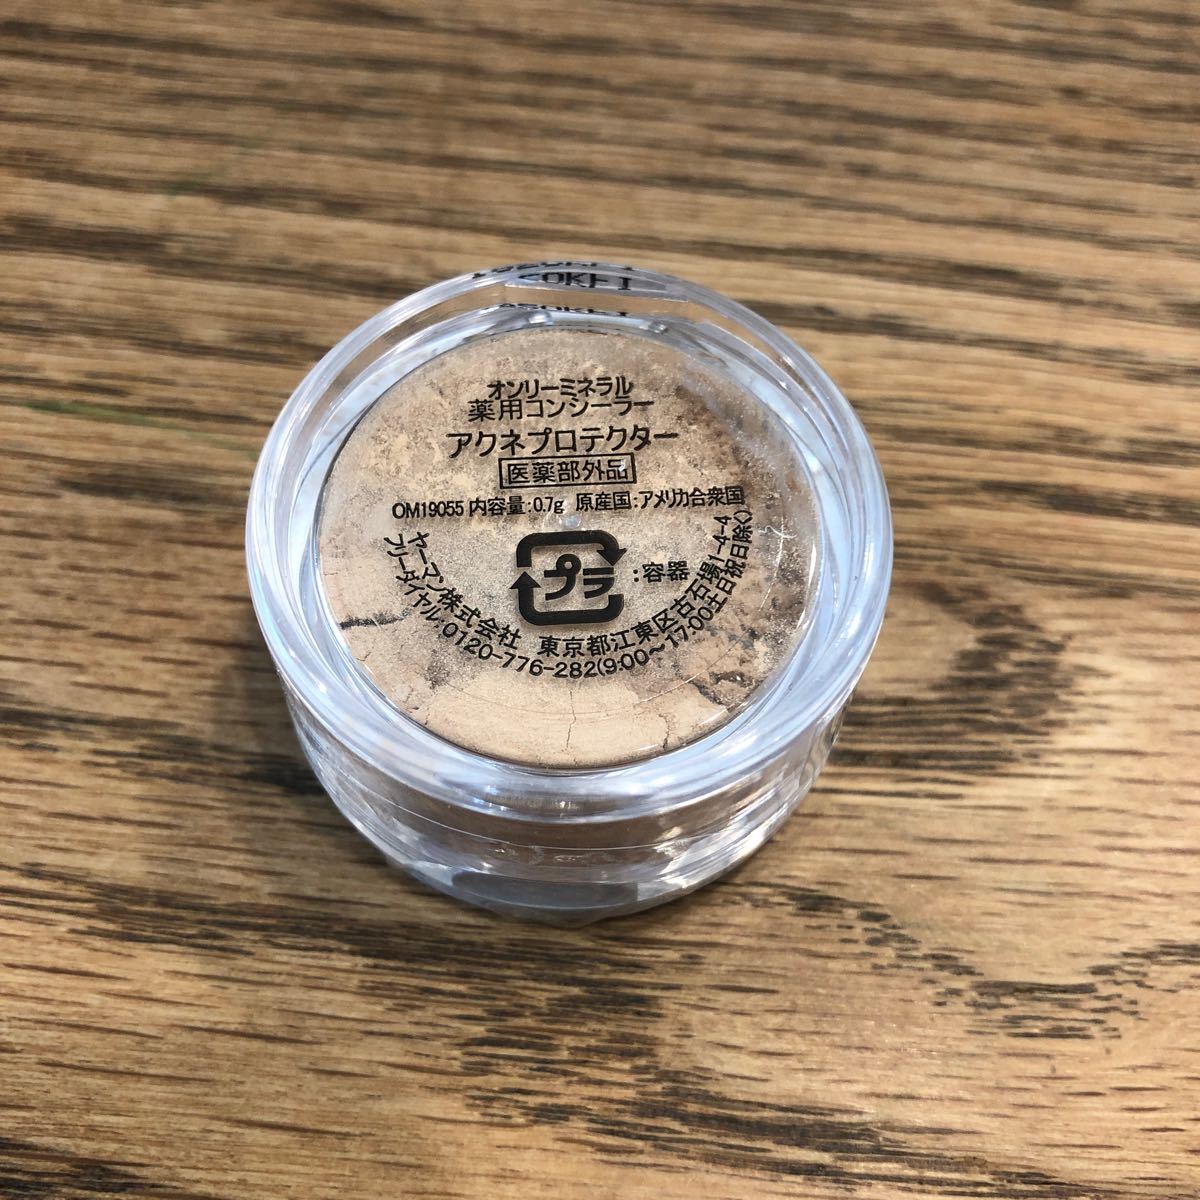 オンリーミネラル
薬用コンシーラー
アクネプロテクター
医薬部外品
OM19055 内容量:0.7g 原産国:アメリカ合衆国
プラ :容器
ヤーマン株式会社 東京都江東区古石場1-4-4
フリーダイヤル:0120-776-282(9:00～17:00土日祝日除く)